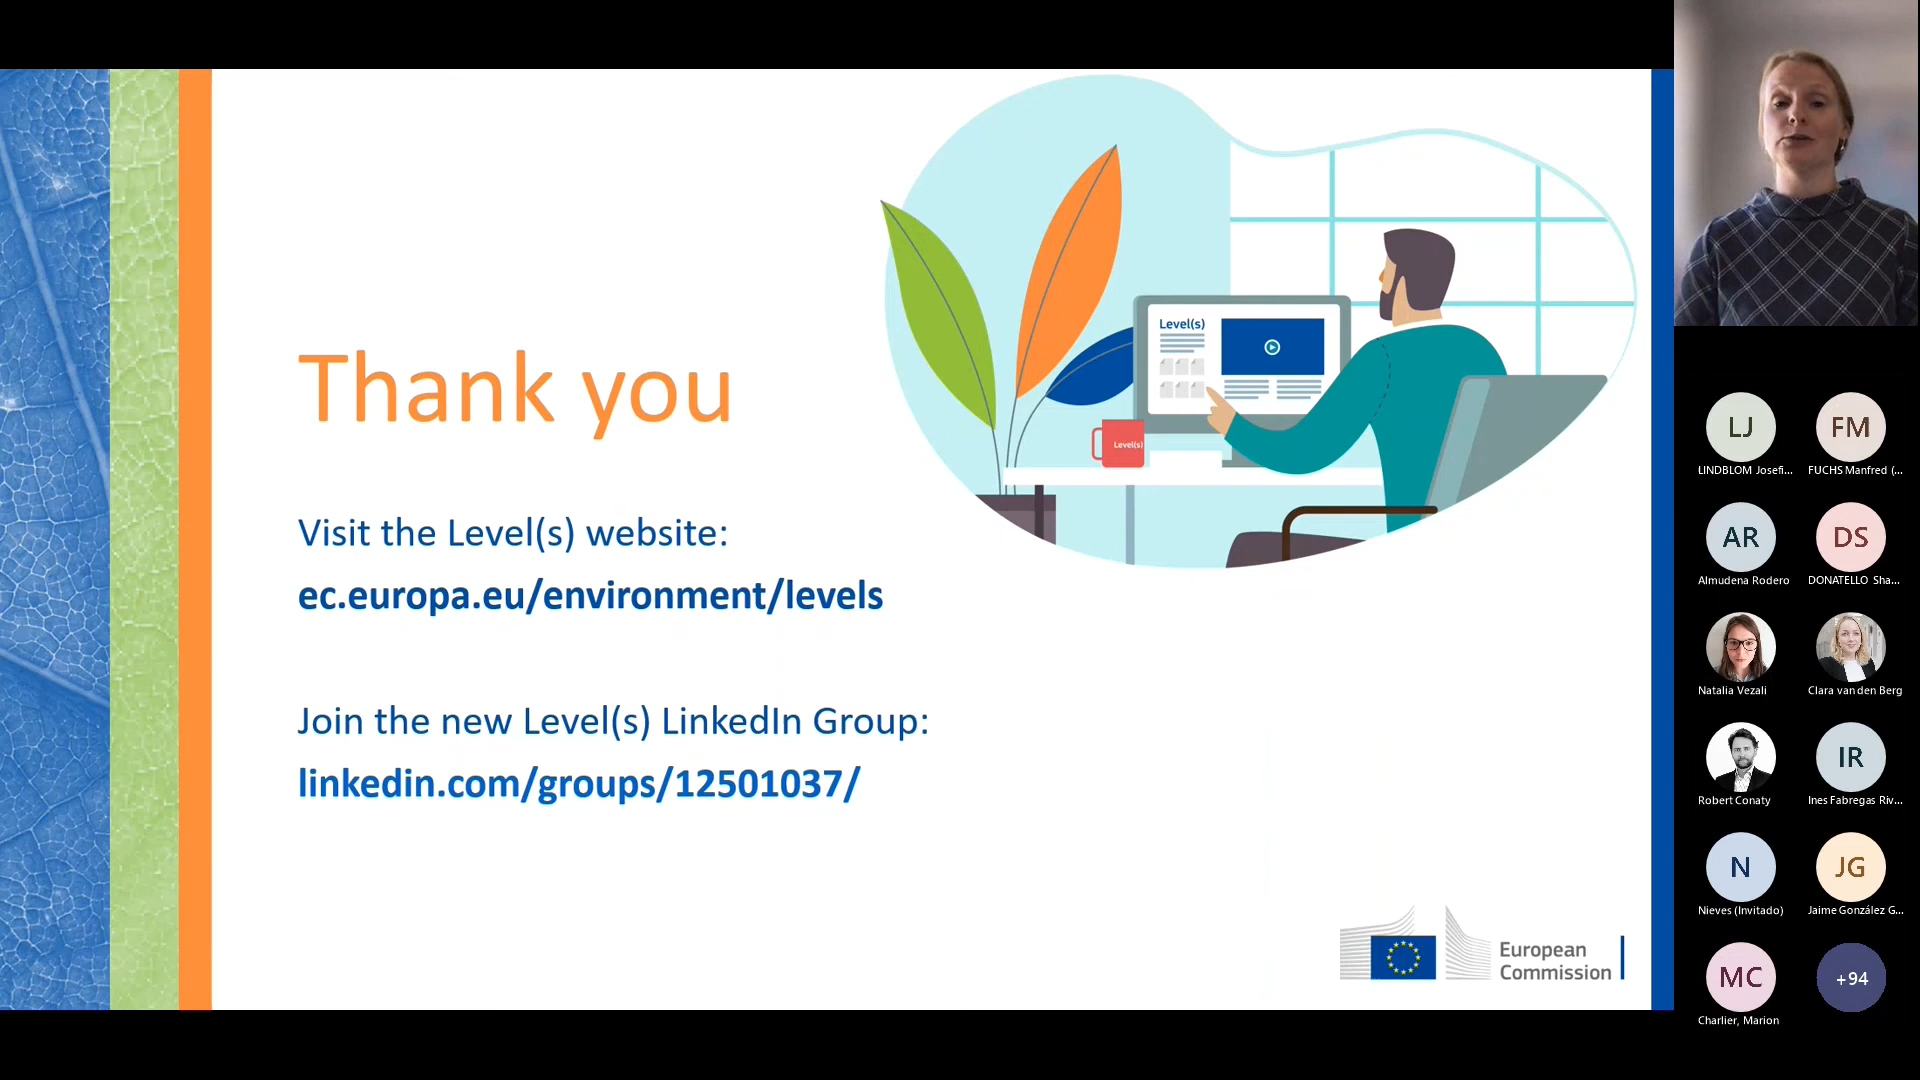 Level(s)
Level(s)
Thank you
Visit the Level(s) website:
ec.europa.eu/environment/levels
Join the new Level(s) LinkedIn Group:
linkedin.com/groups/12501037/
European
Commission
LJ
LINDBLOM Josefi...
FM
FUCHS Manfred (...
AR
Almudena Rodero
DS
DONATELLO Sha...
Natalia Vezali
Clara van den Berg
Robert Conaty
IR
Ines Fabregas Riv...
N
Nieves (Invitado)
JG
Jaime González G...
MC
Charlier, Marion
+94